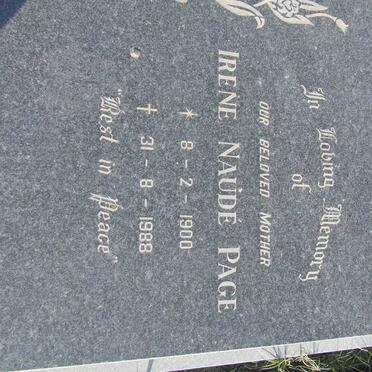 In Loving Memory
of
OUR BELOVED MOTHER
IRENE NAUDÉ PAGE
* 8 - 2 - 1900
† 31 - 8 - 1988
"Rest in Peace"